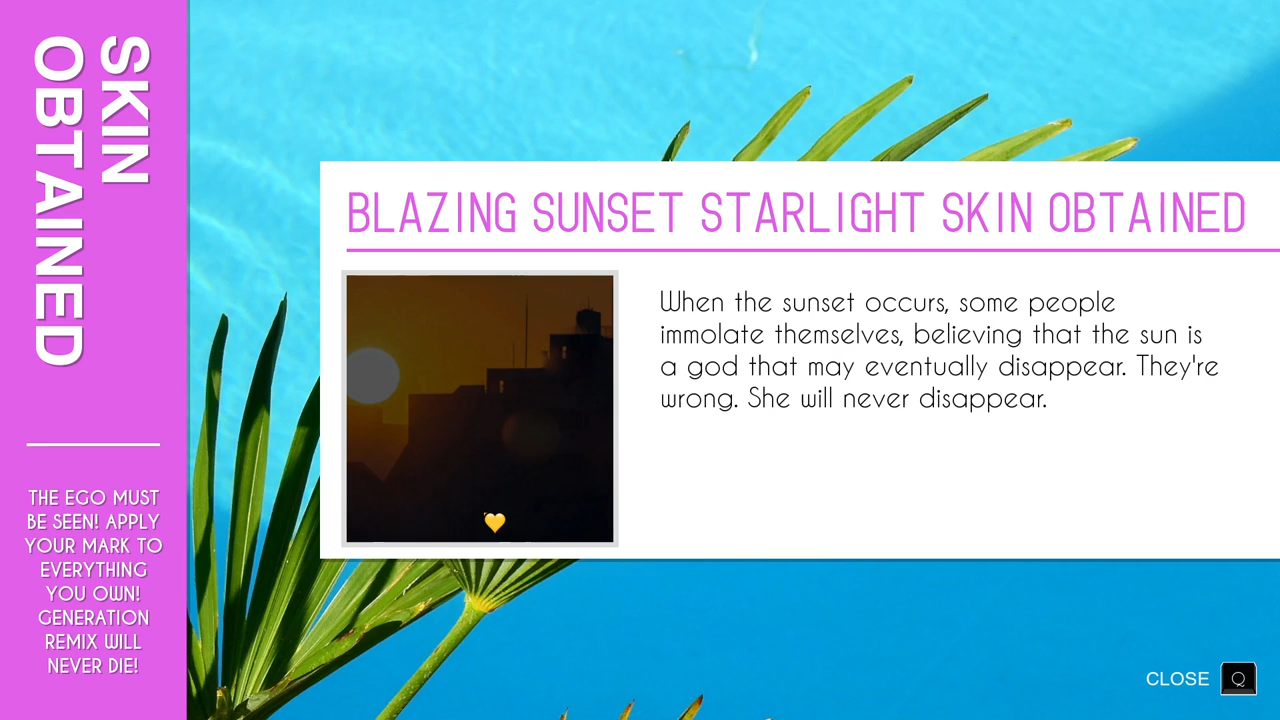 SKIN
OBTAINED
THE EGO MUST
BE SEEN! APPLY
YOUR MARK TO
EVERYTHING
YOU OWN!
GENERATION
REMIX WILL
NEVER DIE!
BLAZING SUNSET STARLIGHT SKIN OBTAINED
When the sunset occurs, some people
immolate themselves, believing that the sun is
a god that may eventually disappear. They're
wrong. She will never disappear.
CLOSE Q